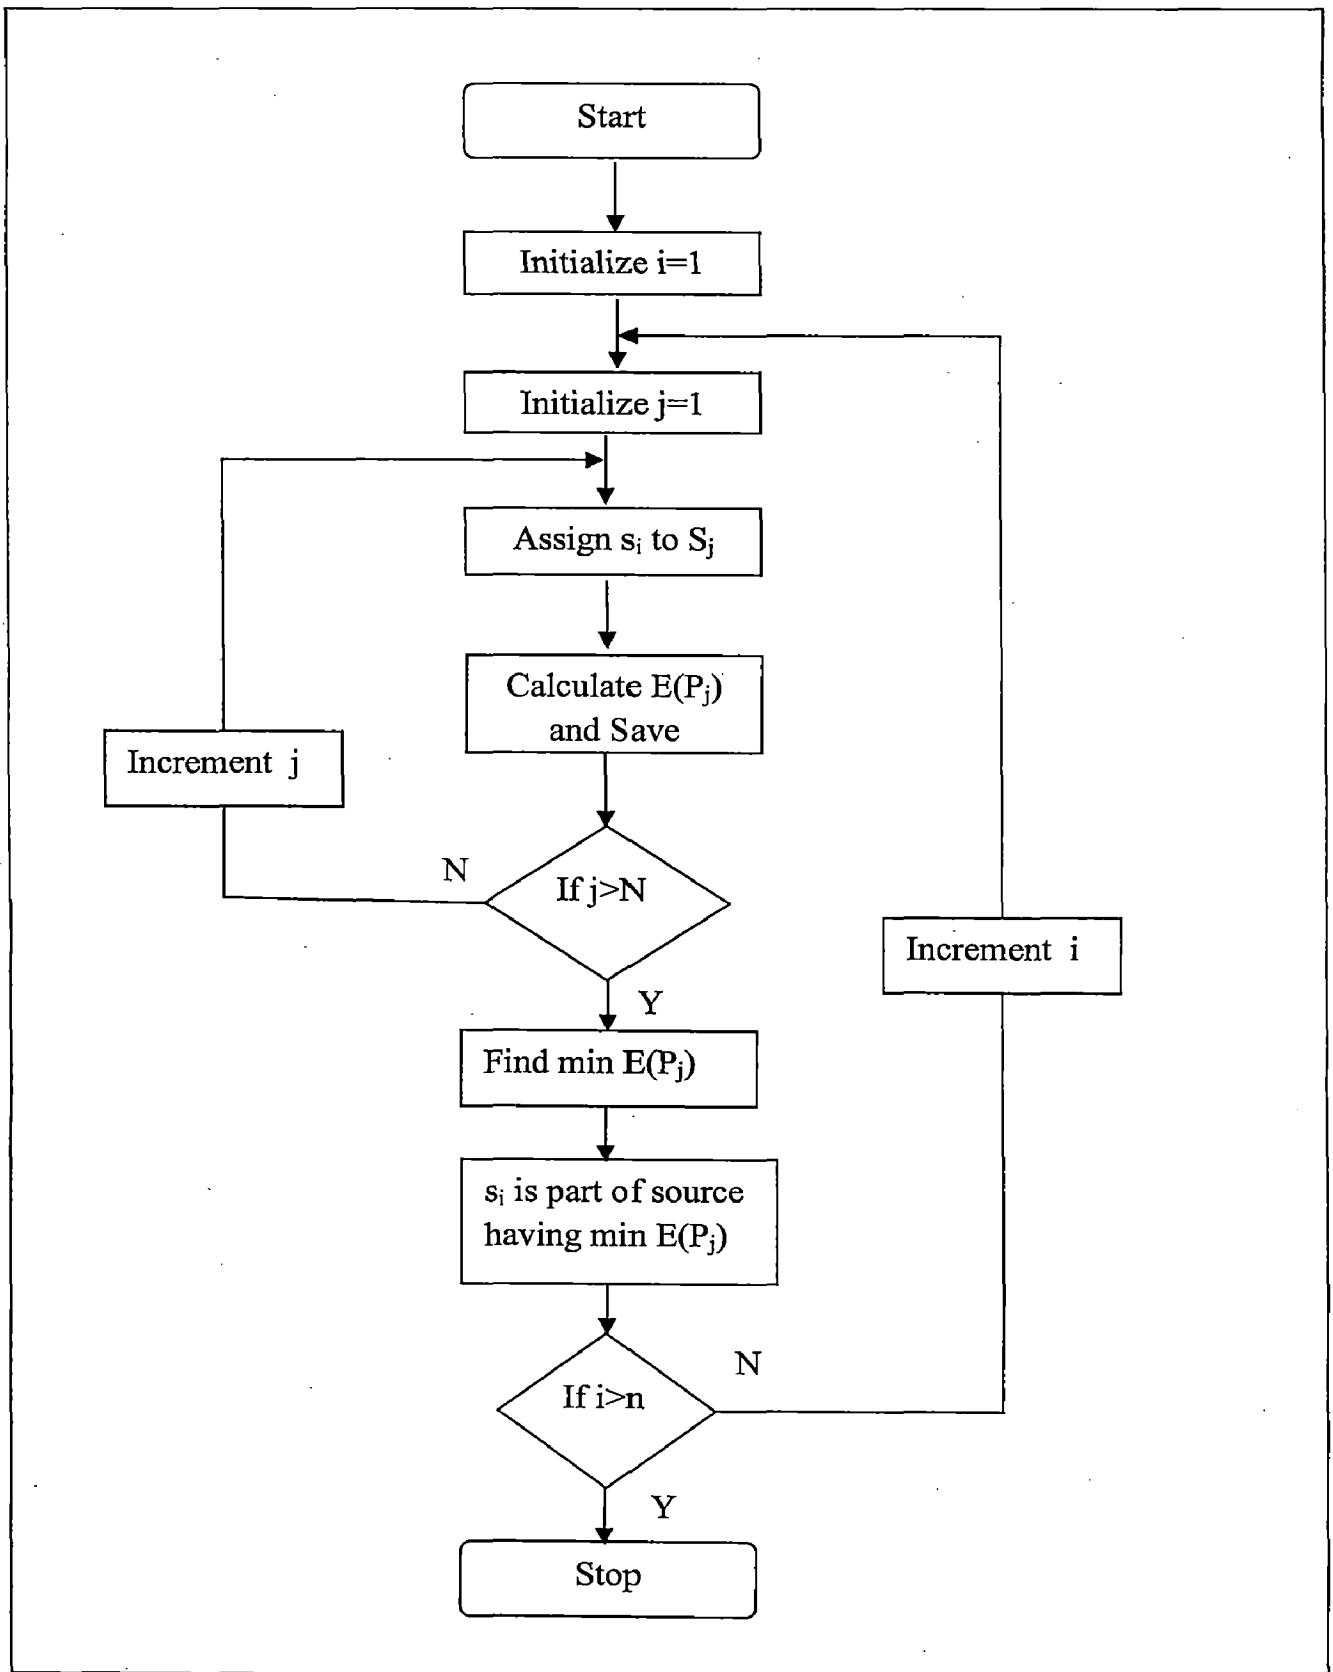 Start
Initialize i=1
Initialize j=1
Assign sᵢ to Sⱼ
Calculate E(Pⱼ)
and Save
Increment j
N
If j>N
Increment i
Y
Find min E(Pⱼ)
sᵢ is part of source
having min E(Pⱼ)
N
If i>n
Y
Stop